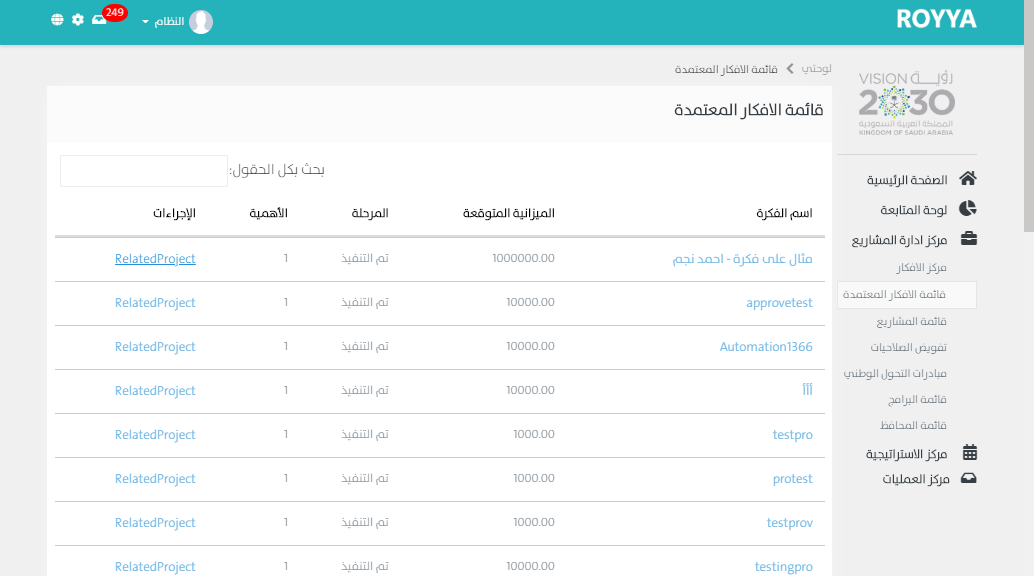 ROYYA
النظام
249
لوحتي
قائمة الافكار المعتمدة
VISION رؤيــة
2030
المملكة العربية السعودية
KINGDOM OF SAUDI ARABIA
الصفحة الرئيسية
لوحة المتابعة
مركز ادارة المشاريع
مركز الافكار
قائمة الافكار المعتمدة
قائمة المشاريع
تفويض الصلاحيات
مبادرات التحول الوطني
قائمة البرامج
قائمة المحافظ
مركز الاستراتيجية
مركز العمليات
قائمة الافكار المعتمدة
بحث بكل الحقول:
اسم الفكرة الميزانية المتوقعة المرحلة الأهمية الإجراءات
مثال على فكرة - احمد نجم 1000000.00 تم التنفيذ 1 RelatedProject
approvetest 10000.00 تم التنفيذ 1 RelatedProject
Automation1366 10000.00 تم التنفيذ 1 RelatedProject
أأأ 10000.00 تم التنفيذ 1 RelatedProject
testpro 1000.00 تم التنفيذ 1 RelatedProject
protest 1000.00 تم التنفيذ 1 RelatedProject
testprov 1000.00 تم التنفيذ 1 RelatedProject
testingpro 10000.00 تم التنفيذ 1 RelatedProject